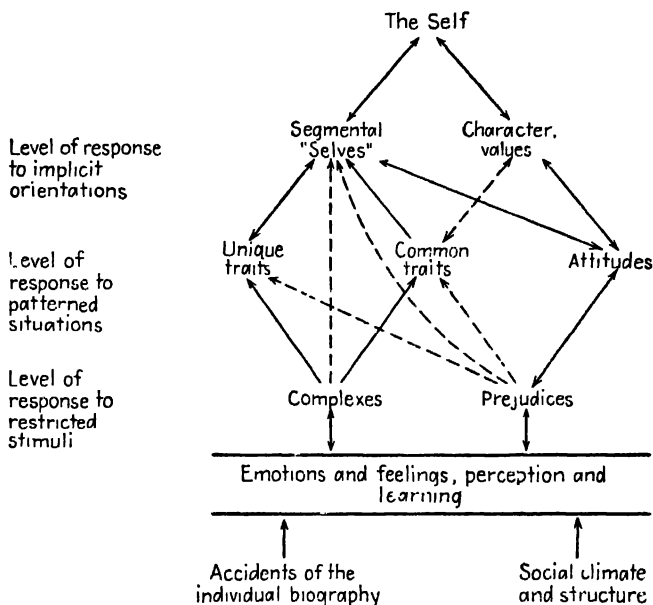 The Self
Level of response
to implicit
orientations
Segmental
"Selves"
Character,
values
Level of
response to
patterned
situations
Unique
traits
Common
traits
Attitudes
Level of
response to
restricted
stimuli
Complexes
Prejudices
Emotions and feelings, perception and
learning
Accidents of the
individual biography
Social climate
and structure